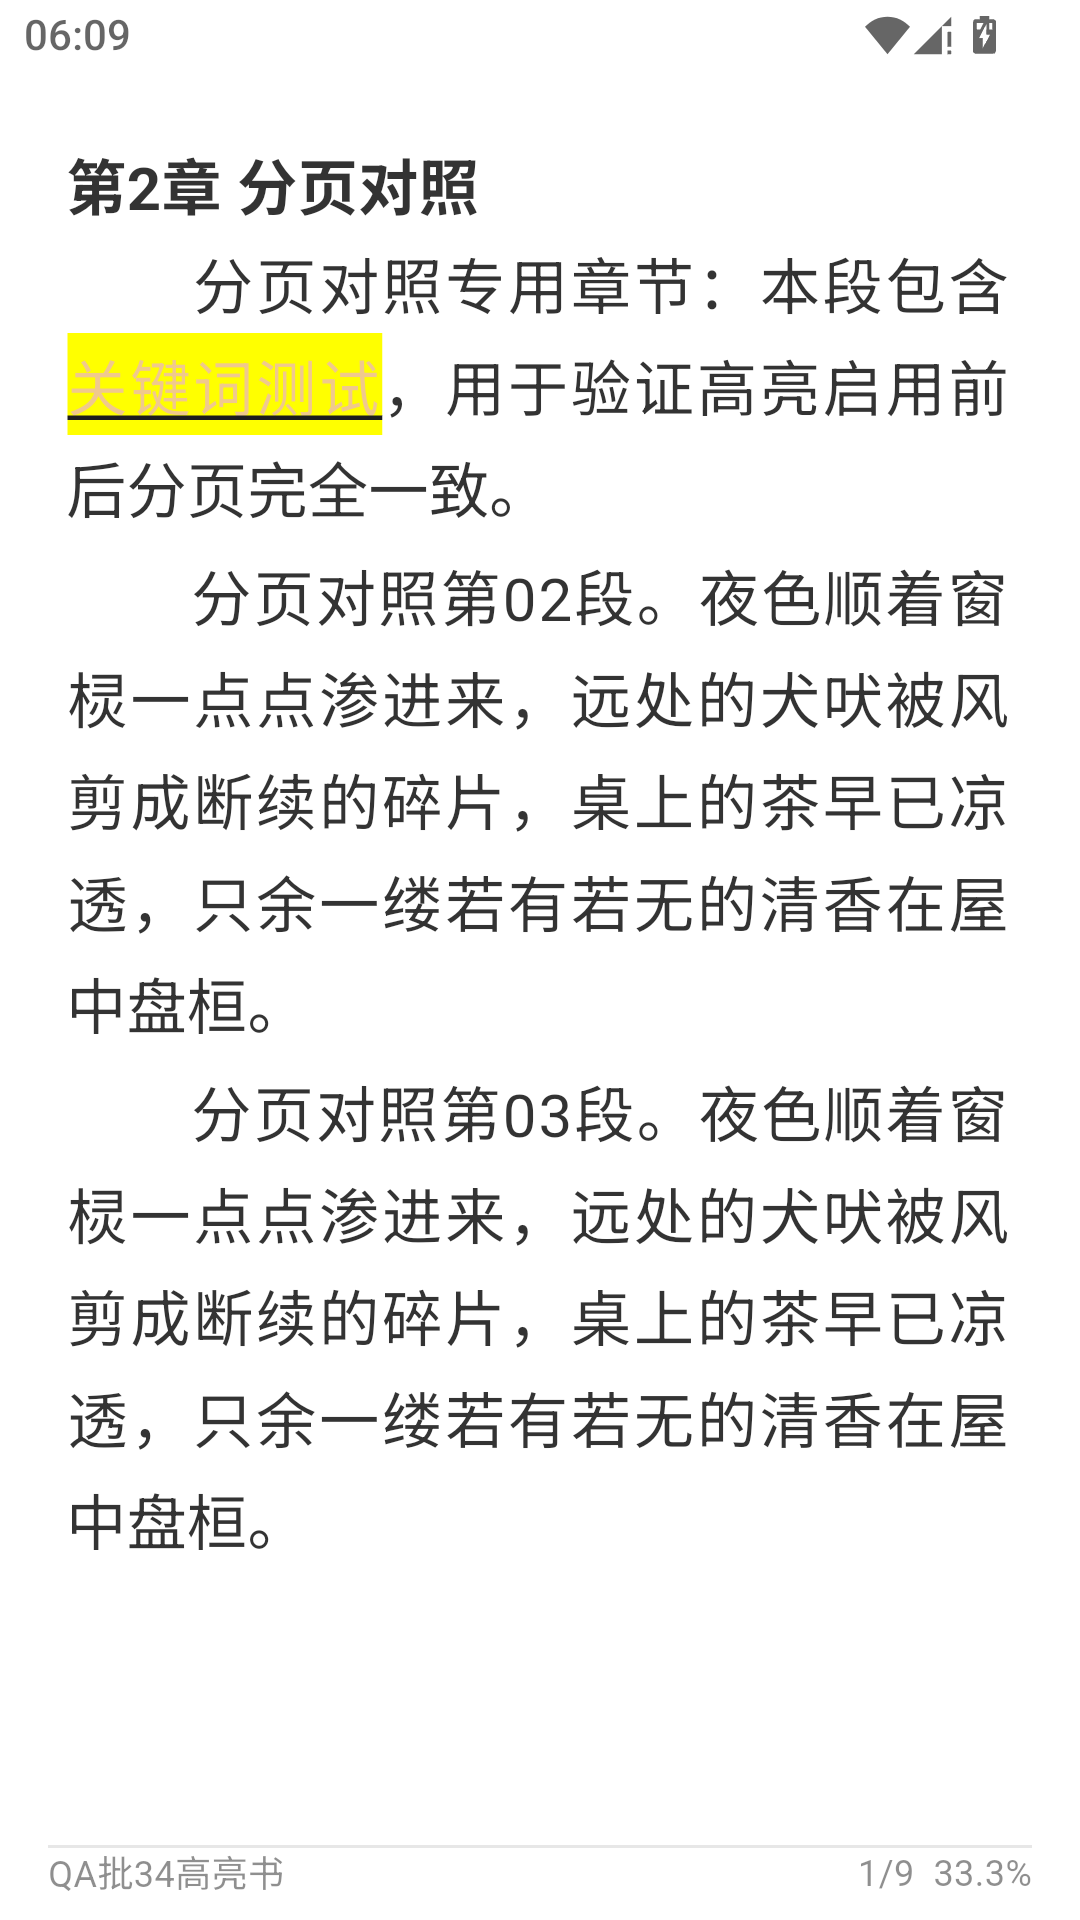 06:09
第2章 分页对照
分页对照专用章节：本段包含
关键词测试，用于验证高亮启用前
后分页完全一致。
分页对照第02段。夜色顺着窗
棂一点点渗进来，远处的犬吠被风
剪成断续的碎片，桌上的茶早已凉
透，只余一缕若有若无的清香在屋
中盘桓。
分页对照第03段。夜色顺着窗
棂一点点渗进来，远处的犬吠被风
剪成断续的碎片，桌上的茶早已凉
透，只余一缕若有若无的清香在屋
中盘桓。
QA批34高亮书 1/9 33.3%